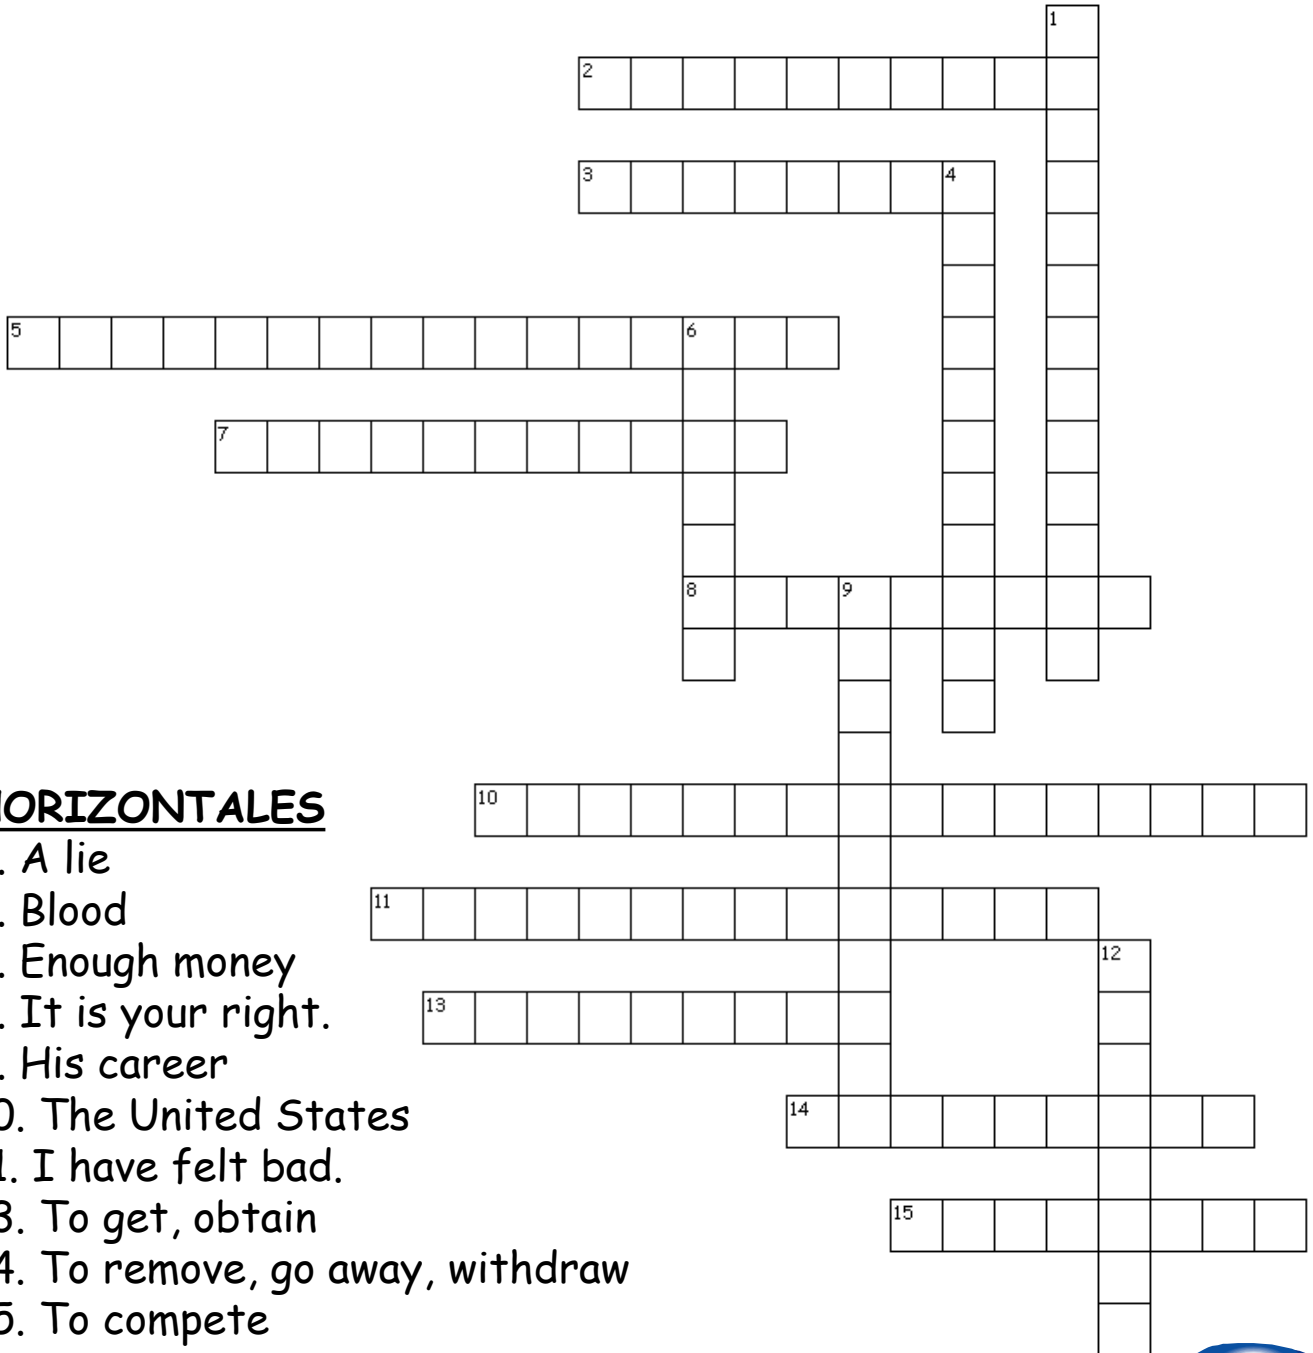 1
2
3
4
5
6
7
8
9
10
11
12
13
14
15
HORIZONTALES
. A lie
. Blood
. Enough money
. It is your right.
. His career
0. The United States
1. I have felt bad.
3. To get, obtain
4. To remove, go away, withdraw
5. To compete